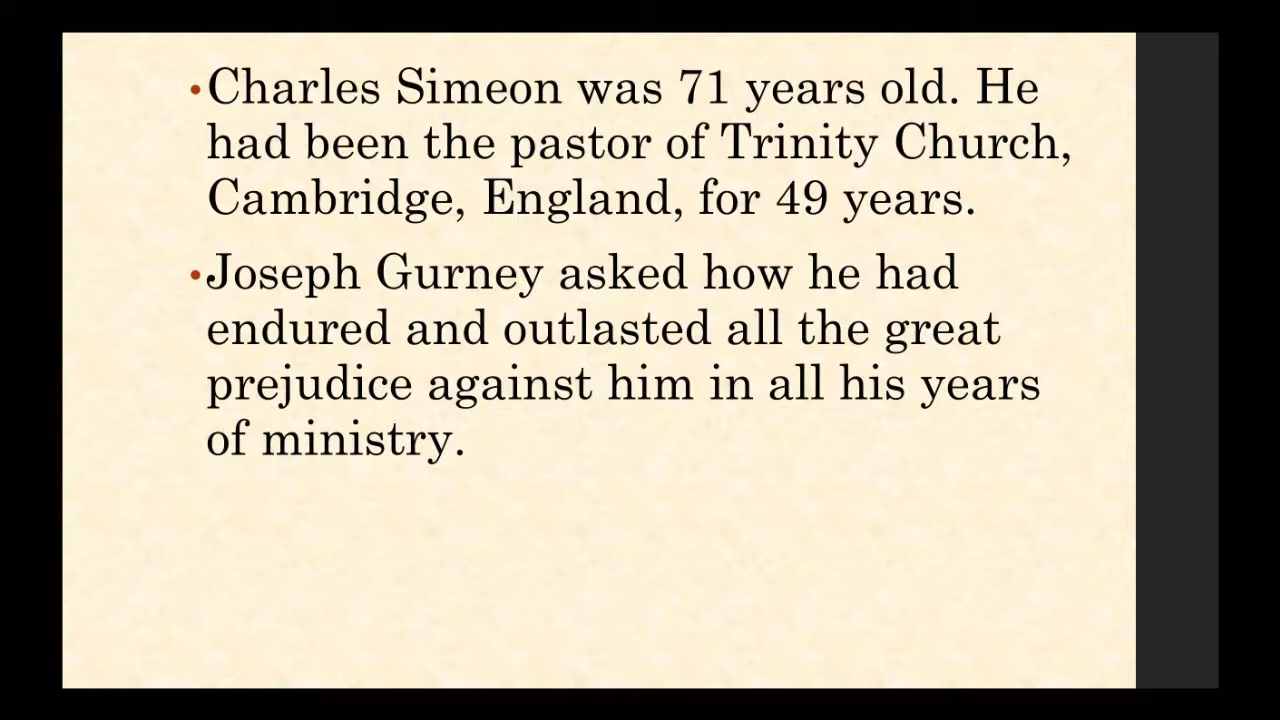 •Charles Simeon was 71 years old. He
had been the pastor of Trinity Church,
Cambridge, England, for 49 years.
•Joseph Gurney asked how he had
endured and outlasted all the great
prejudice against him in all his years
of ministry.